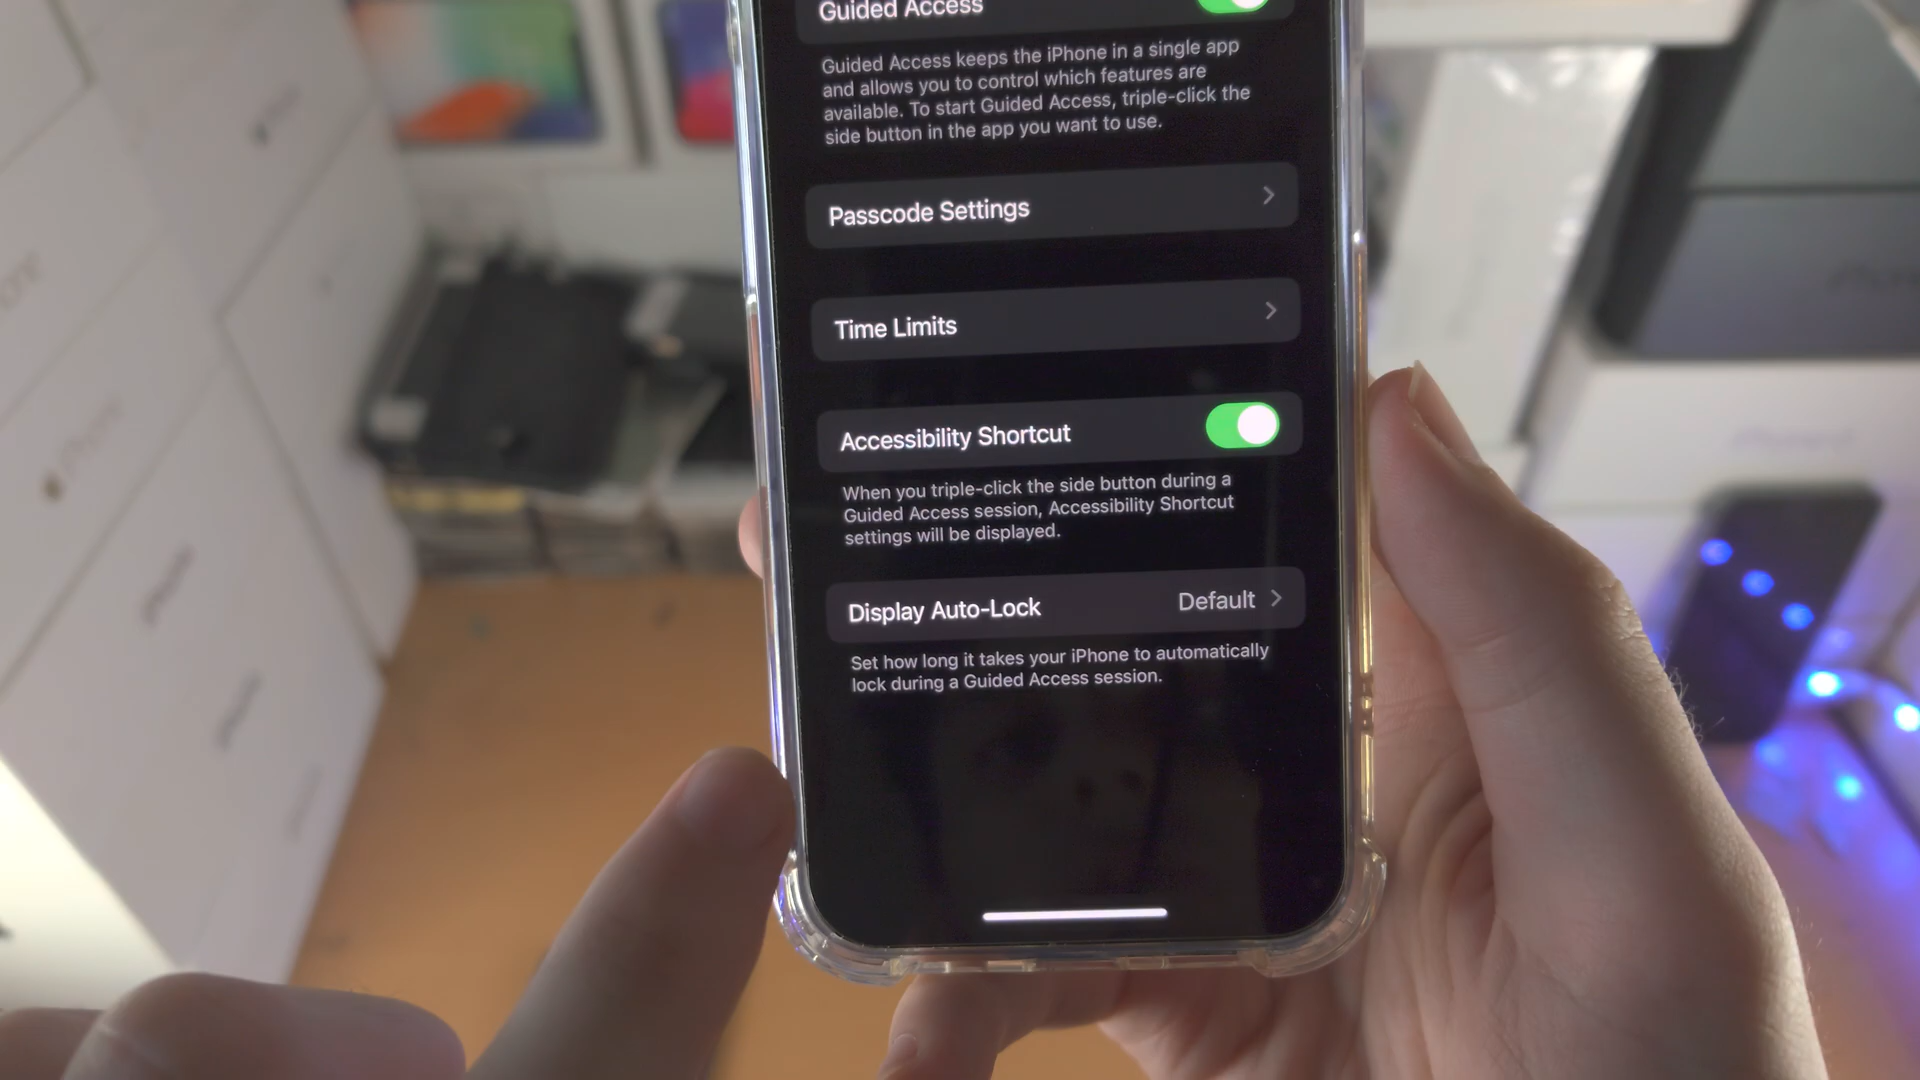 Guided Access
Guided Access keeps the iPhone in a single app
and allows you to control which features are
available. To start Guided Access, triple-click the
side button in the app you want to use.
Passcode Settings
Time Limits
Accessibility Shortcut
When you triple-click the side button during a
Guided Access session, Accessibility Shortcut
settings will be displayed.
Display Auto-Lock Default
Set how long it takes your iPhone to automatically
lock during a Guided Access session.
iPhone
iPhone